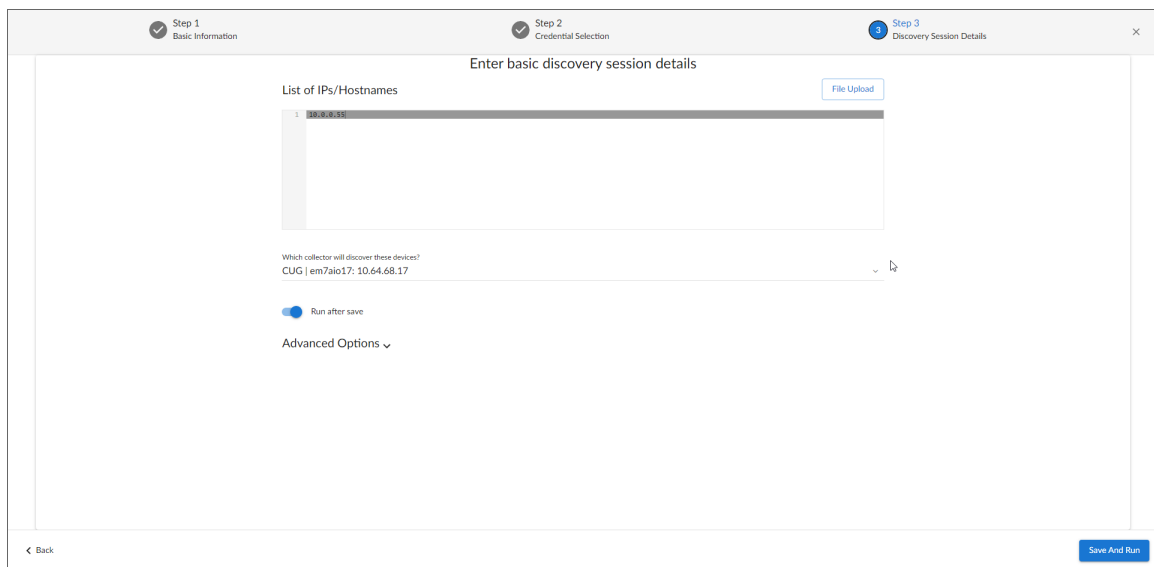 Step 1
Basic Information
Step 2
Credential Selection
3
Step 3
Discovery Session Details
Enter basic discovery session details
List of IPs/Hostnames
File Upload
1 10.0.0.55
Which collector will discover these devices?
CUG | em7aio17: 10.64.68.17
Run after save
Advanced Options
Back
Save And Run